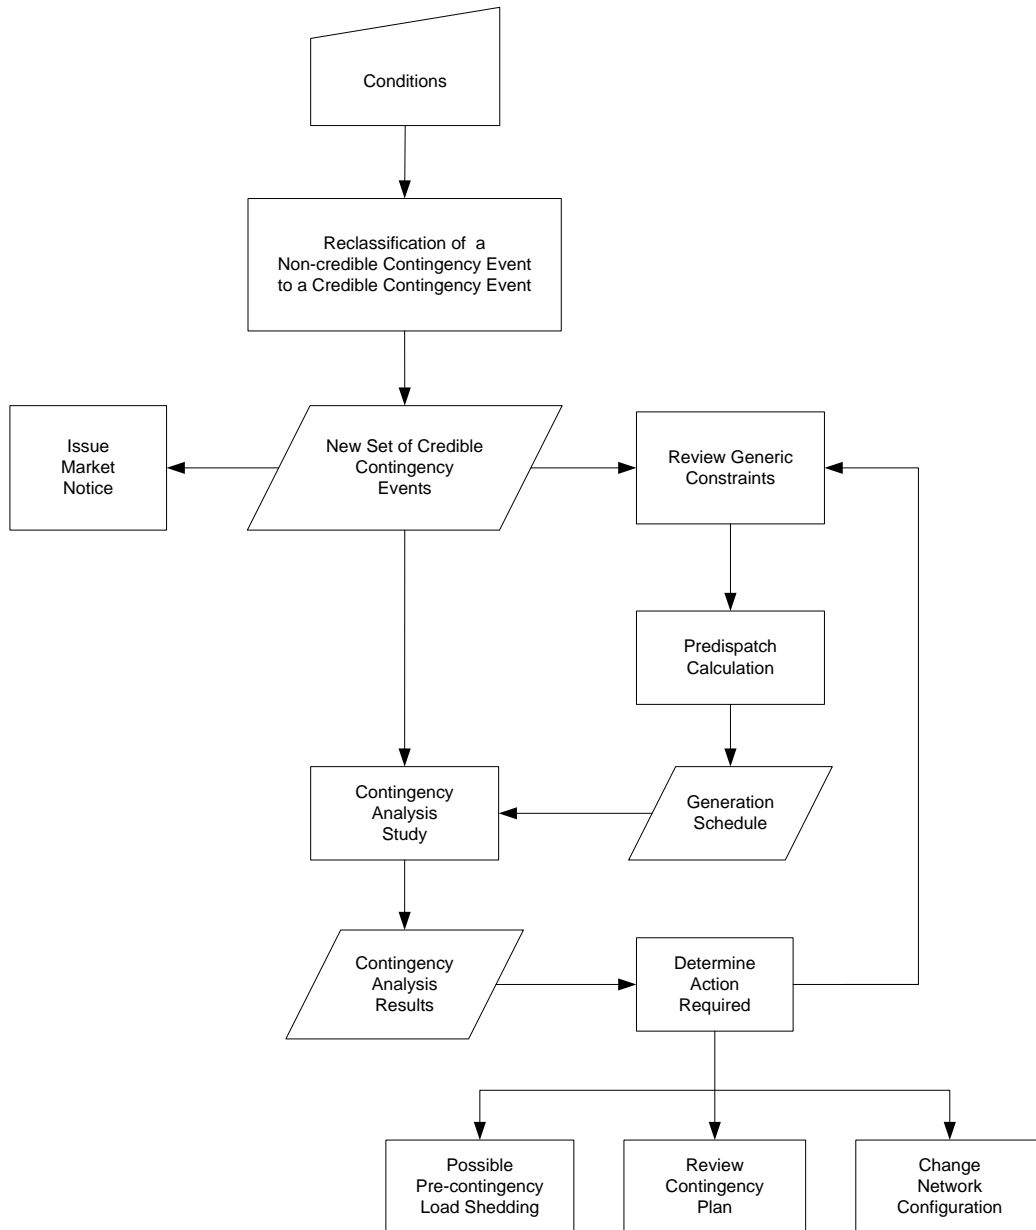 Conditions
Reclassification of a
Non-credible Contingency Event
to a Credible Contingency Event
Issue
Market
Notice
New Set of Credible
Contingency
Events
Review Generic
Constraints
Predispatch
Calculation
Contingency
Analysis
Study
Generation
Schedule
Contingency
Analysis
Results
Determine
Action
Required
Possible
Pre-contingency
Load Shedding
Review
Contingency
Plan
Change
Network
Configuration